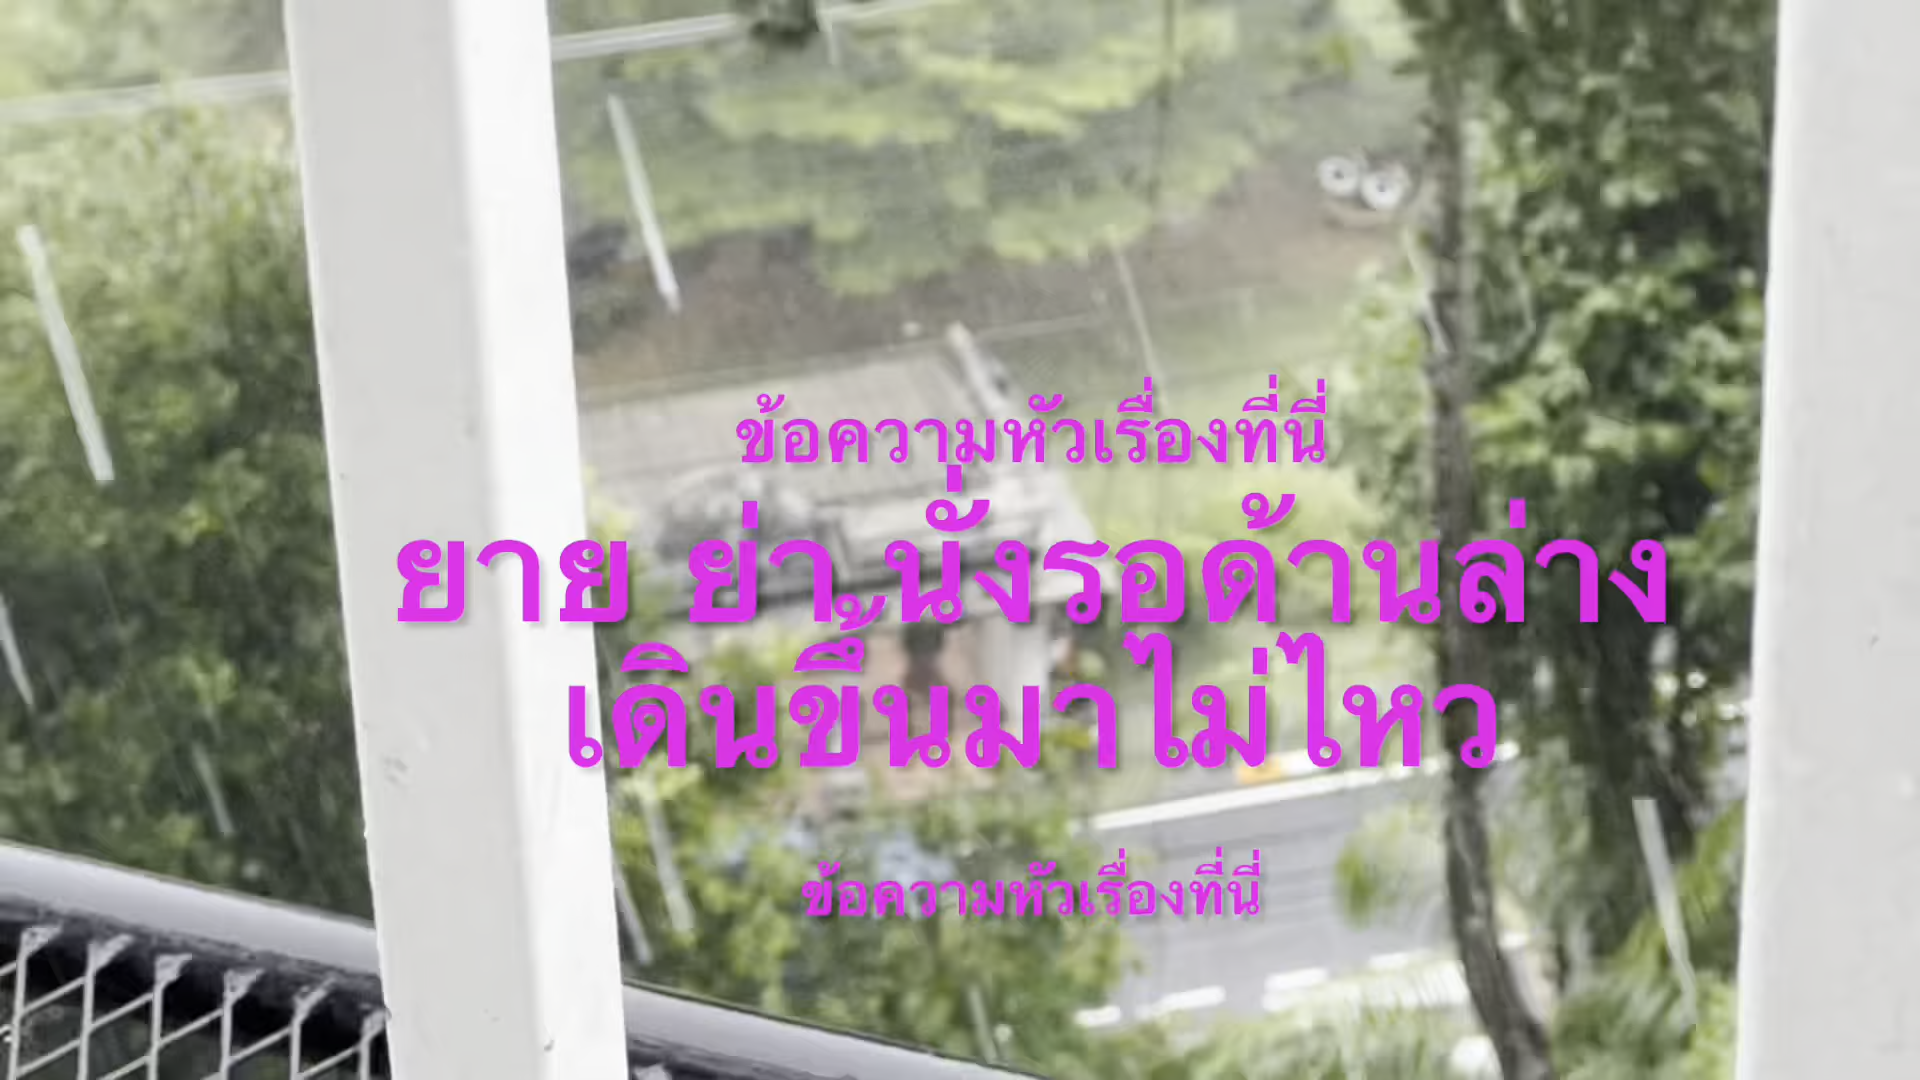 ข้อความหัวเรื่องที่นี่
ยาย ย่า นั่งรอด้านล่าง
เดินขึ้นมาไม่ไหว
ข้อความหัวเรื่องที่นี่